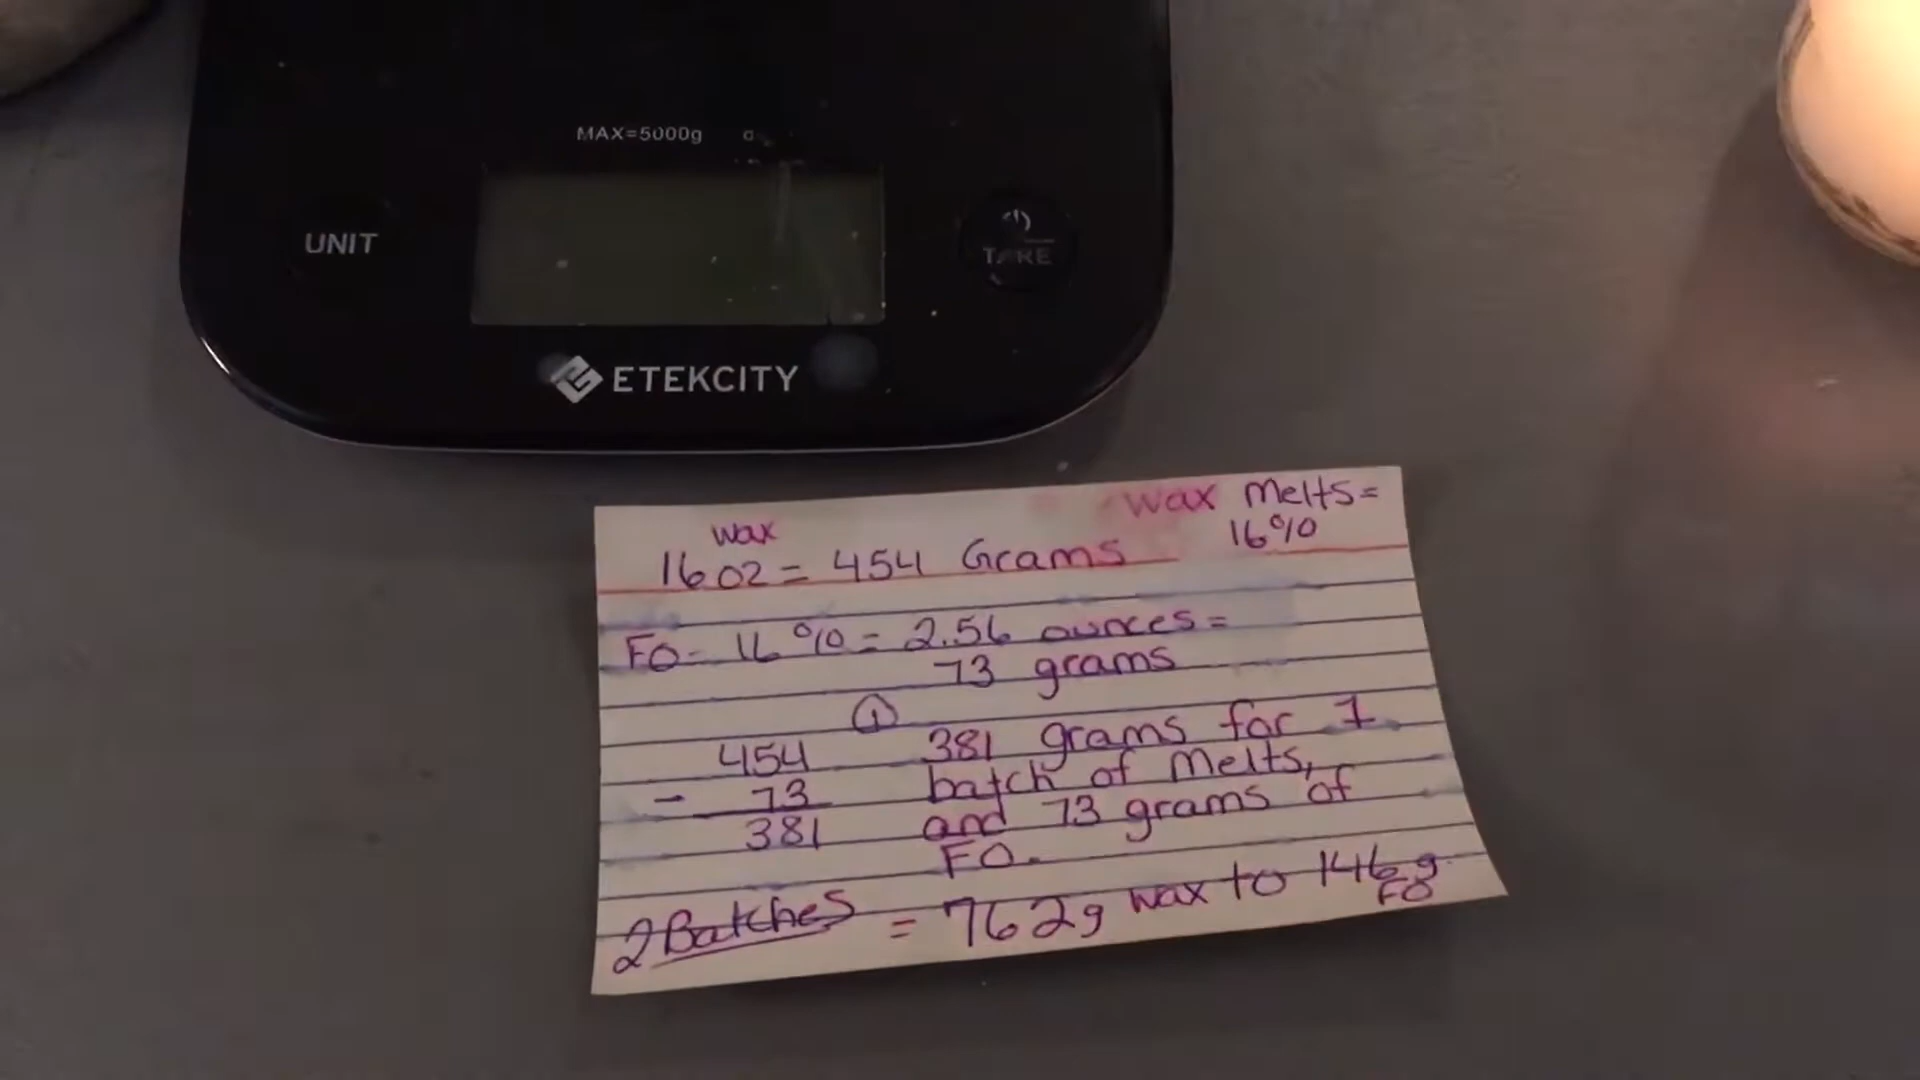 MAX=5000g
UNIT
TARE
ETEKCITY
wax melts=
16%
wax
16 oz = 454 Grams
FO- 16% = 2.56 ounces =
73 grams
①
454
- 73
381
381 grams for 1
batch of melts,
and 73 grams of
FO.
2 Batches = 762g wax to 146g
FO